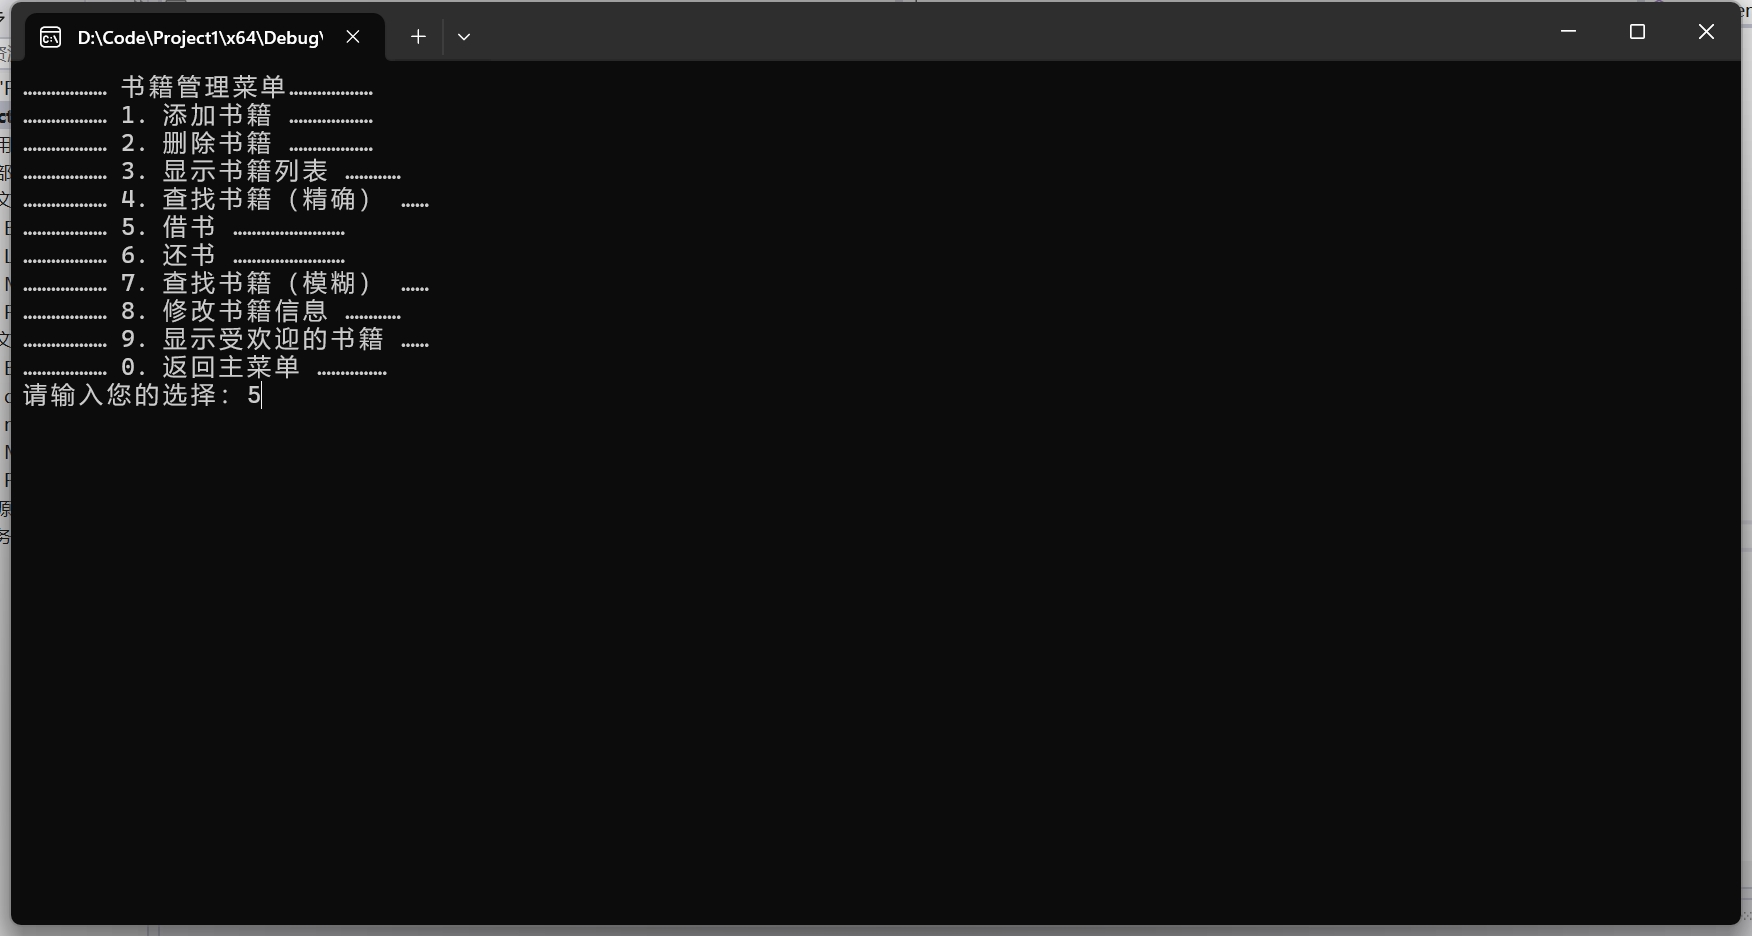 D:\Code\Project1\x64\Debug\
……………… 书籍管理菜单………………
……………… 1. 添加书籍 ………………
……………… 2. 删除书籍 ………………
……………… 3. 显示书籍列表 …………
……………… 4. 查找书籍（精确） ……
……………… 5. 借书 ……………………
……………… 6. 还书 ……………………
……………… 7. 查找书籍（模糊） ……
……………… 8. 修改书籍信息 …………
……………… 9. 显示受欢迎的书籍 ……
……………… 0. 返回主菜单 ……………
请输入您的选择: 5